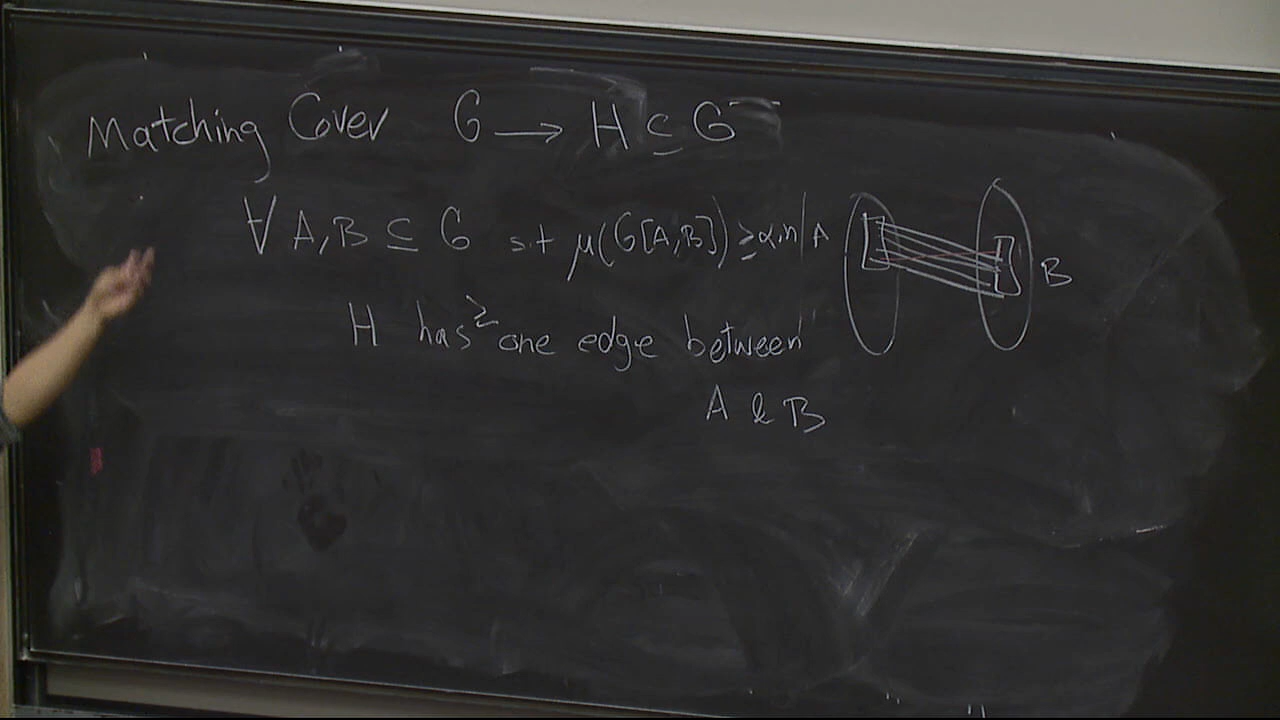 Matching Cover G → H ⊆ G
∀ A, B ⊆ G s.t μ(G[A,B]) ≥ α.n
H has ≥ one edge between
A & B
A
B